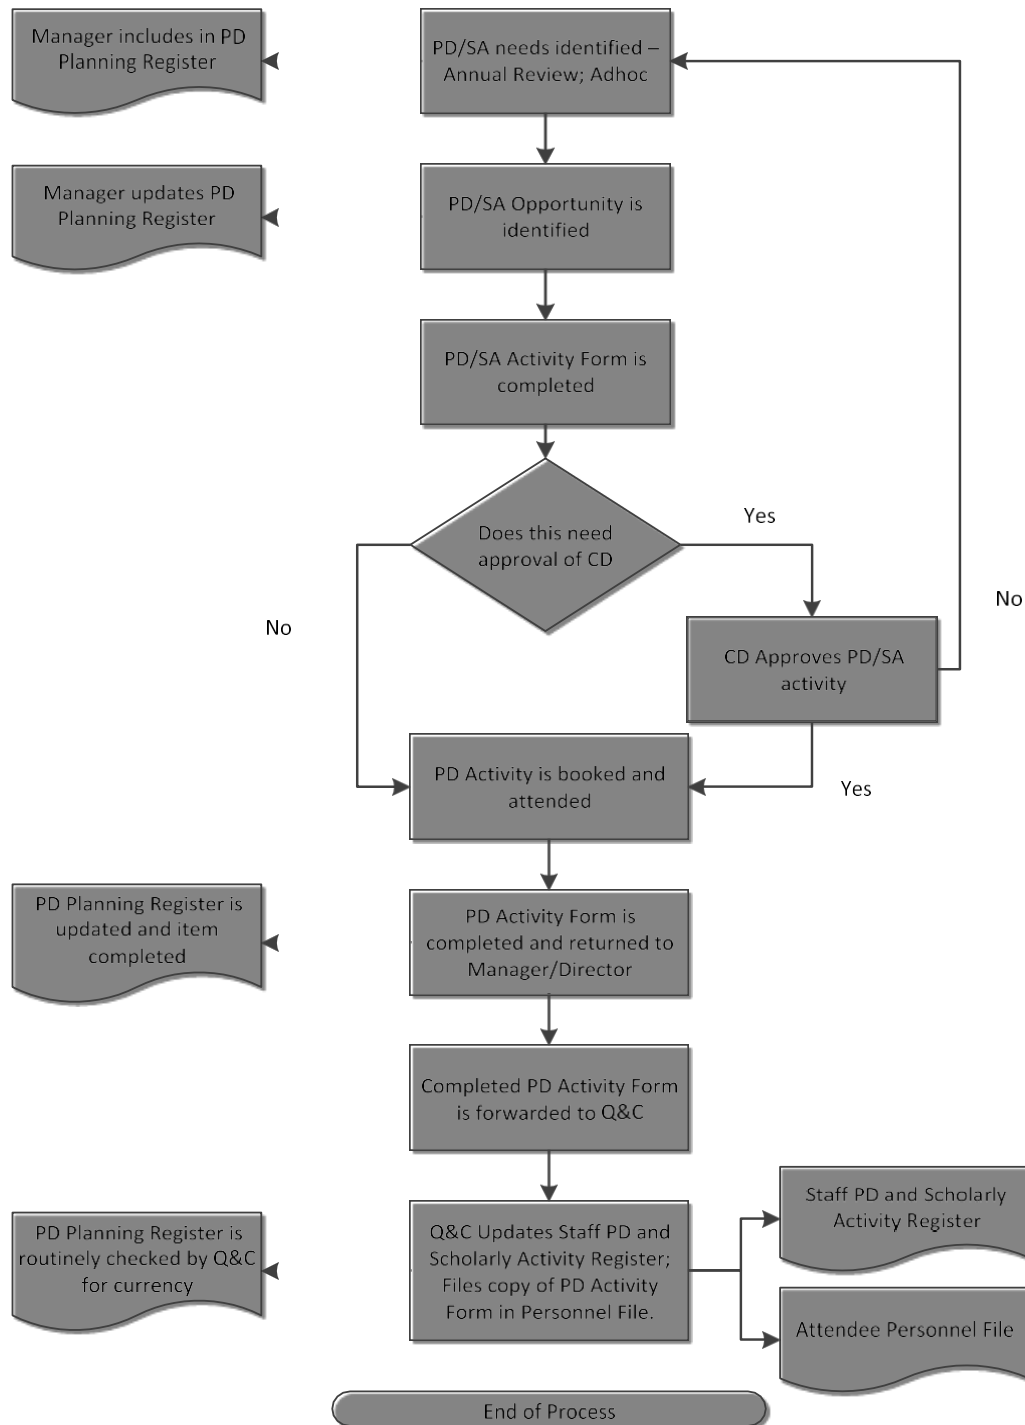 Manager includes in PD
Planning Register
PD/SA needs identified –
Annual Review; Adhoc
Manager updates PD
Planning Register
PD/SA Opportunity is
identified
PD/SA Activity Form is
completed
Does this need
approval of CD
Yes
No
No
CD Approves PD/SA
activity
PD Activity is booked and
attended
Yes
PD Planning Register is
updated and item
completed
PD Activity Form is
completed and returned to
Manager/Director
Completed PD Activity Form
is forwarded to Q&C
PD Planning Register is
routinely checked by Q&C
for currency
Q&C Updates Staff PD and
Scholarly Activity Register;
Files copy of PD Activity
Form in Personnel File.
Staff PD and Scholarly
Activity Register
Attendee Personnel File
End of Process